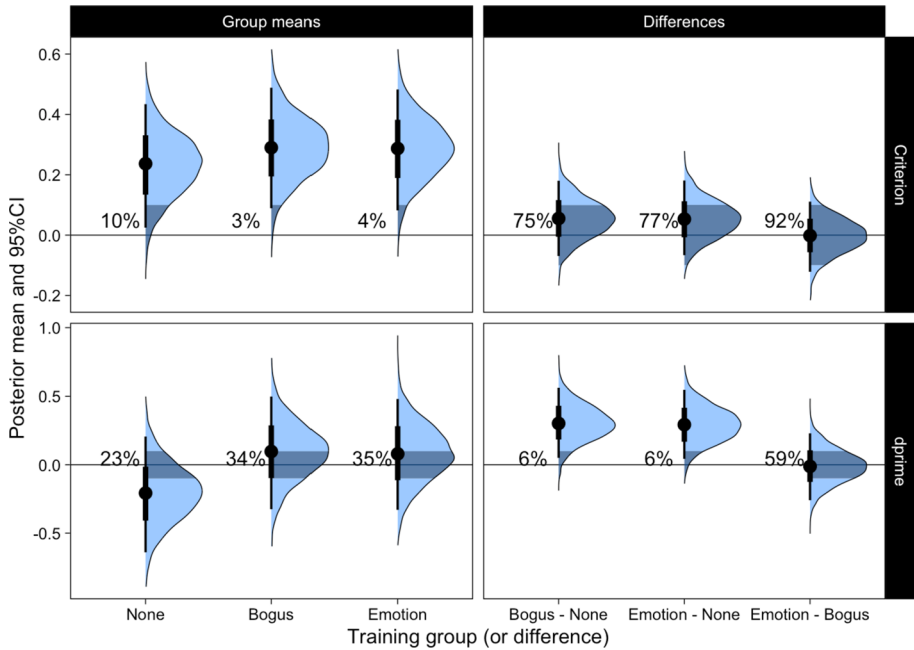 Group means
Differences
Posterior mean and 95%CI
0.6
0.4
0.2
0.0
-0.2
10%
3%
4%
75%
77%
92%
Criterion
1.0
0.5
0.0
-0.5
23%
34%
35%
6%
6%
59%
dprime
None
Bogus
Emotion
Bogus - None
Emotion - None
Emotion - Bogus
Training group (or difference)